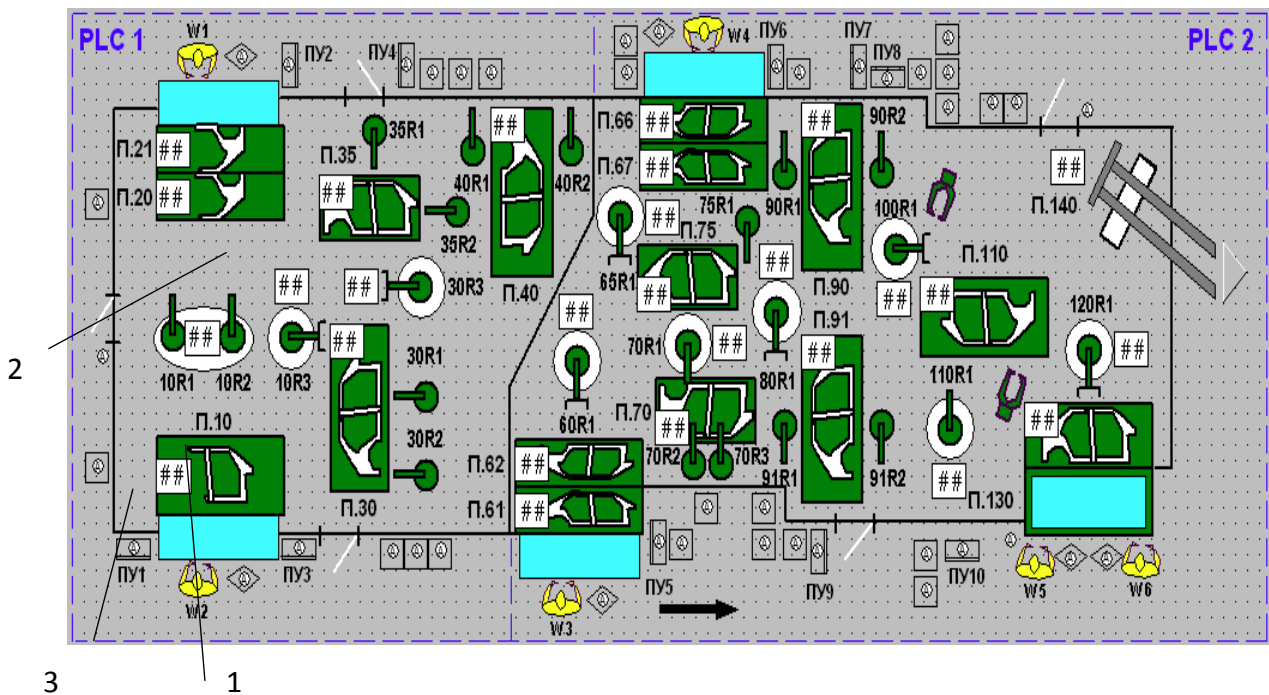 PLC 1
W1
ПУ2
ПУ4
W4
ПУ6
ПУ7
ПУ8
PLC 2
П.21
##
П.20
##
35R1
П.35
##
35R2
40R1
##
40R2
П.40
П.66
##
П.67
##
75R1
90R1
##
90R2
П.90
##
П.140
##
65R1
П.75
##
##
100R1
##
П.110
##
##
30R3
##
##
10R1
10R2
10R3
30R1
30R2
П.30
##
60R1
70R1
##
80R1
П.91
##
120R1
##
110R1
##
П.10
##
П.70
##
70R2
70R3
91R1
91R2
П.62
##
П.61
##
П.130
##
ПУ1
ПУ3
W2
W3
ПУ5
ПУ9
ПУ10
W5
W6
2
3
1